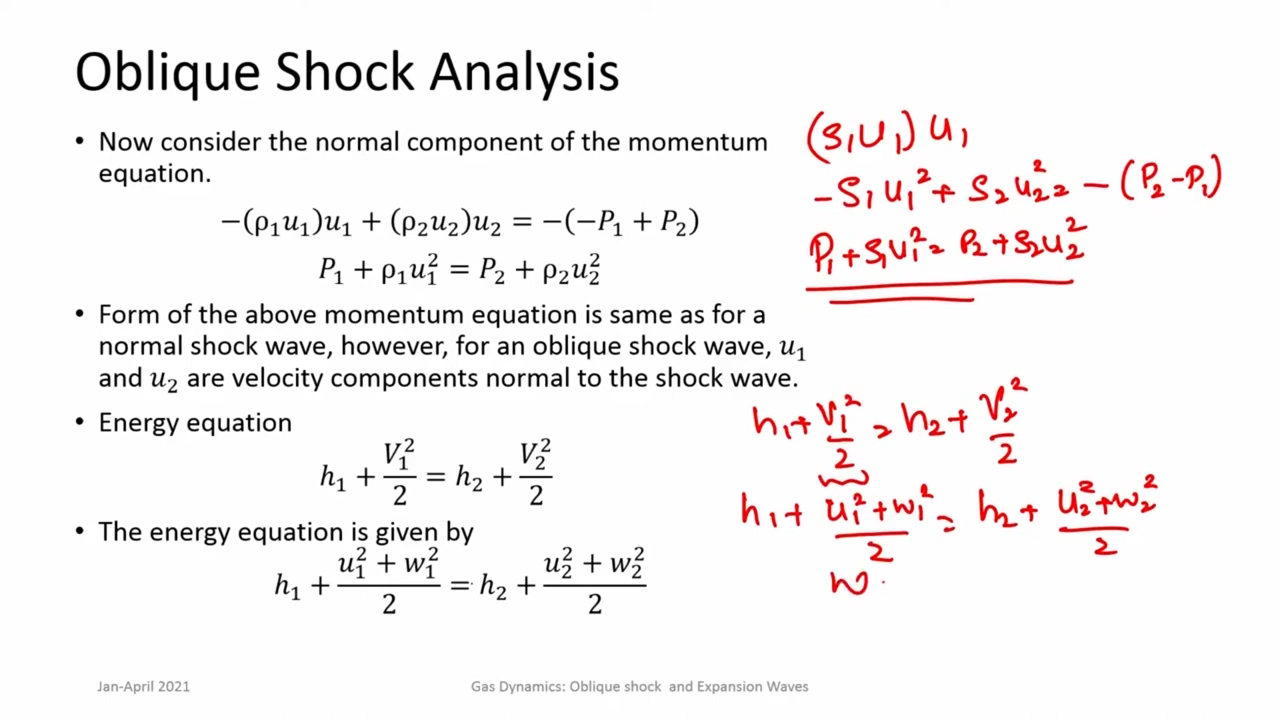 Oblique Shock Analysis
• Now consider the normal component of the momentum
equation.
−(ρ₁u₁)u₁ + (ρ₂u₂)u₂ = −(−P₁ + P₂)
P₁ + ρ₁u₁² = P₂ + ρ₂u₂²
• Form of the above momentum equation is same as for a
normal shock wave, however, for an oblique shock wave, u₁
and u₂ are velocity components normal to the shock wave.
• Energy equation
h₁ + V₁²/2 = h₂ + V₂²/2
• The energy equation is given by
h₁ + (u₁² + w₁²)/2 = h₂ + (u₂² + w₂²)/2
(ρ₁u₁) u₁
−ρ₁u₁² + ρ₂u₂² = −(P₂ − P₁)
P₁ + ρ₁u₁² = P₂ + ρ₂u₂²
h₁ + V₁²/2 = h₂ + V₂²/2
h₁ + (u₁² + w₁²)/2 = h₂ + (u₂² + w₂²)/2
w
Jan-April 2021
Gas Dynamics: Oblique shock and Expansion Waves